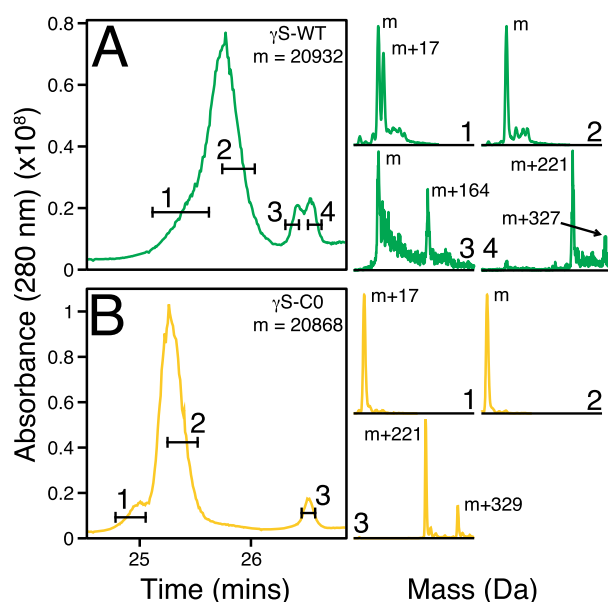 Absorbance (280 nm) (x10⁸)
A
γS-WT
m = 20932
0.8
0.6
0.4
0.2
0
1
2
3
4
m
m+17
1
m
2
m
m+164
3
m+221
m+327
4
B
γS-C0
m = 20868
1
0.8
0.6
0.4
0.2
0
1
2
3
25
26
Time (mins)
m+17
1
m
2
m+221
m+329
3
Mass (Da)